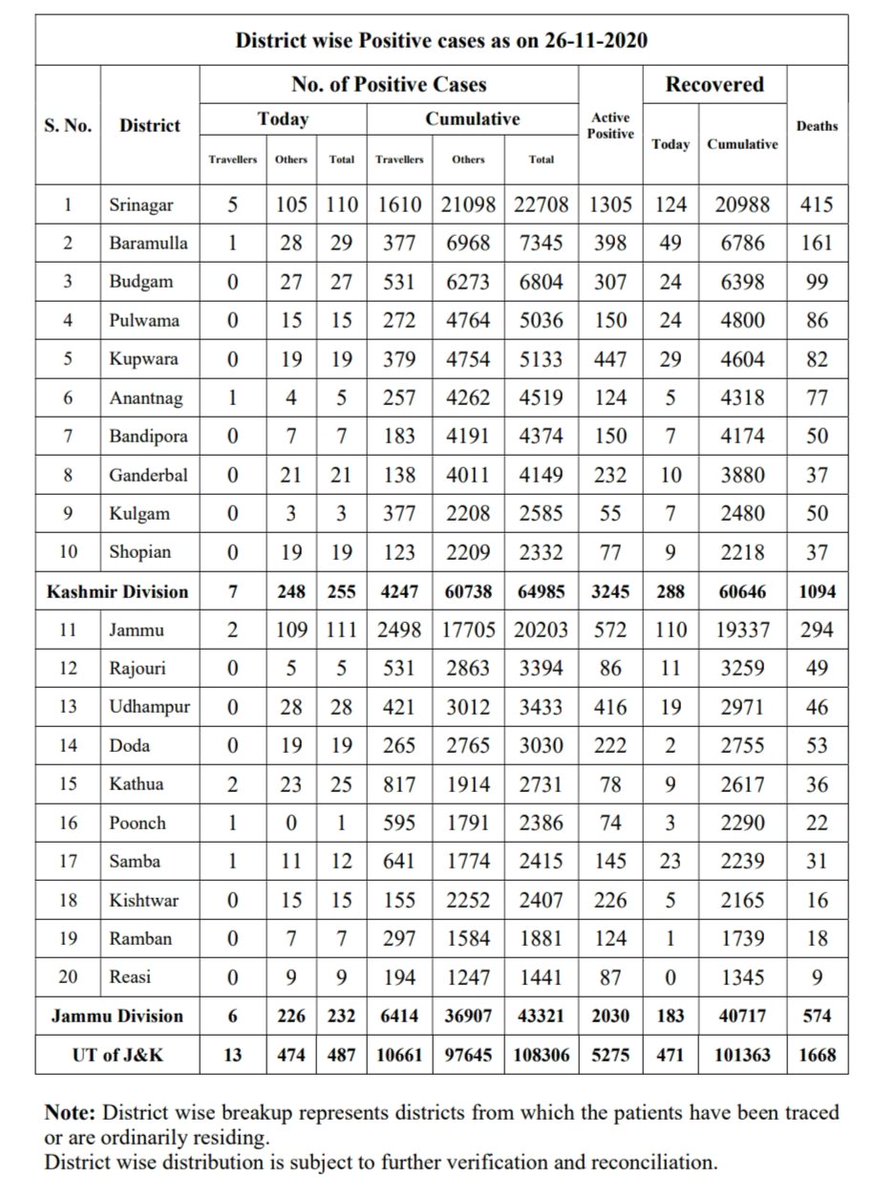 District wise Positive cases as on 26-11-2020
S. No. District No. of Positive Cases Active Positive Recovered Deaths
Today Cumulative Today Cumulative
Travellers Others Total Travellers Others Total
1 Srinagar 5 105 110 1610 21098 22708 1305 124 20988 415
2 Baramulla 1 28 29 377 6968 7345 398 49 6786 161
3 Budgam 0 27 27 531 6273 6804 307 24 6398 99
4 Pulwama 0 15 15 272 4764 5036 150 24 4800 86
5 Kupwara 0 19 19 379 4754 5133 447 29 4604 82
6 Anantnag 1 4 5 257 4262 4519 124 5 4318 77
7 Bandipora 0 7 7 183 4191 4374 150 7 4174 50
8 Ganderbal 0 21 21 138 4011 4149 232 10 3880 37
9 Kulgam 0 3 3 377 2208 2585 55 7 2480 50
10 Shopian 0 19 19 123 2209 2332 77 9 2218 37
Kashmir Division 7 248 255 4247 60738 64985 3245 288 60646 1094
11 Jammu 2 109 111 2498 17705 20203 572 110 19337 294
12 Rajouri 0 5 5 531 2863 3394 86 11 3259 49
13 Udhampur 0 28 28 421 3012 3433 416 19 2971 46
14 Doda 0 19 19 265 2765 3030 222 2 2755 53
15 Kathua 2 23 25 817 1914 2731 78 9 2617 36
16 Poonch 1 0 1 595 1791 2386 74 3 2290 22
17 Samba 1 11 12 641 1774 2415 145 23 2239 31
18 Kishtwar 0 15 15 155 2252 2407 226 5 2165 16
19 Ramban 0 7 7 297 1584 1881 124 1 1739 18
20 Reasi 0 9 9 194 1247 1441 87 0 1345 9
Jammu Division 6 226 232 6414 36907 43321 2030 183 40717 574
UT of J&K 13 474 487 10661 97645 108306 5275 471 101363 1668
Note: District wise breakup represents districts from which the patients have been traced
or are ordinarily residing.
District wise distribution is subject to further verification and reconciliation.